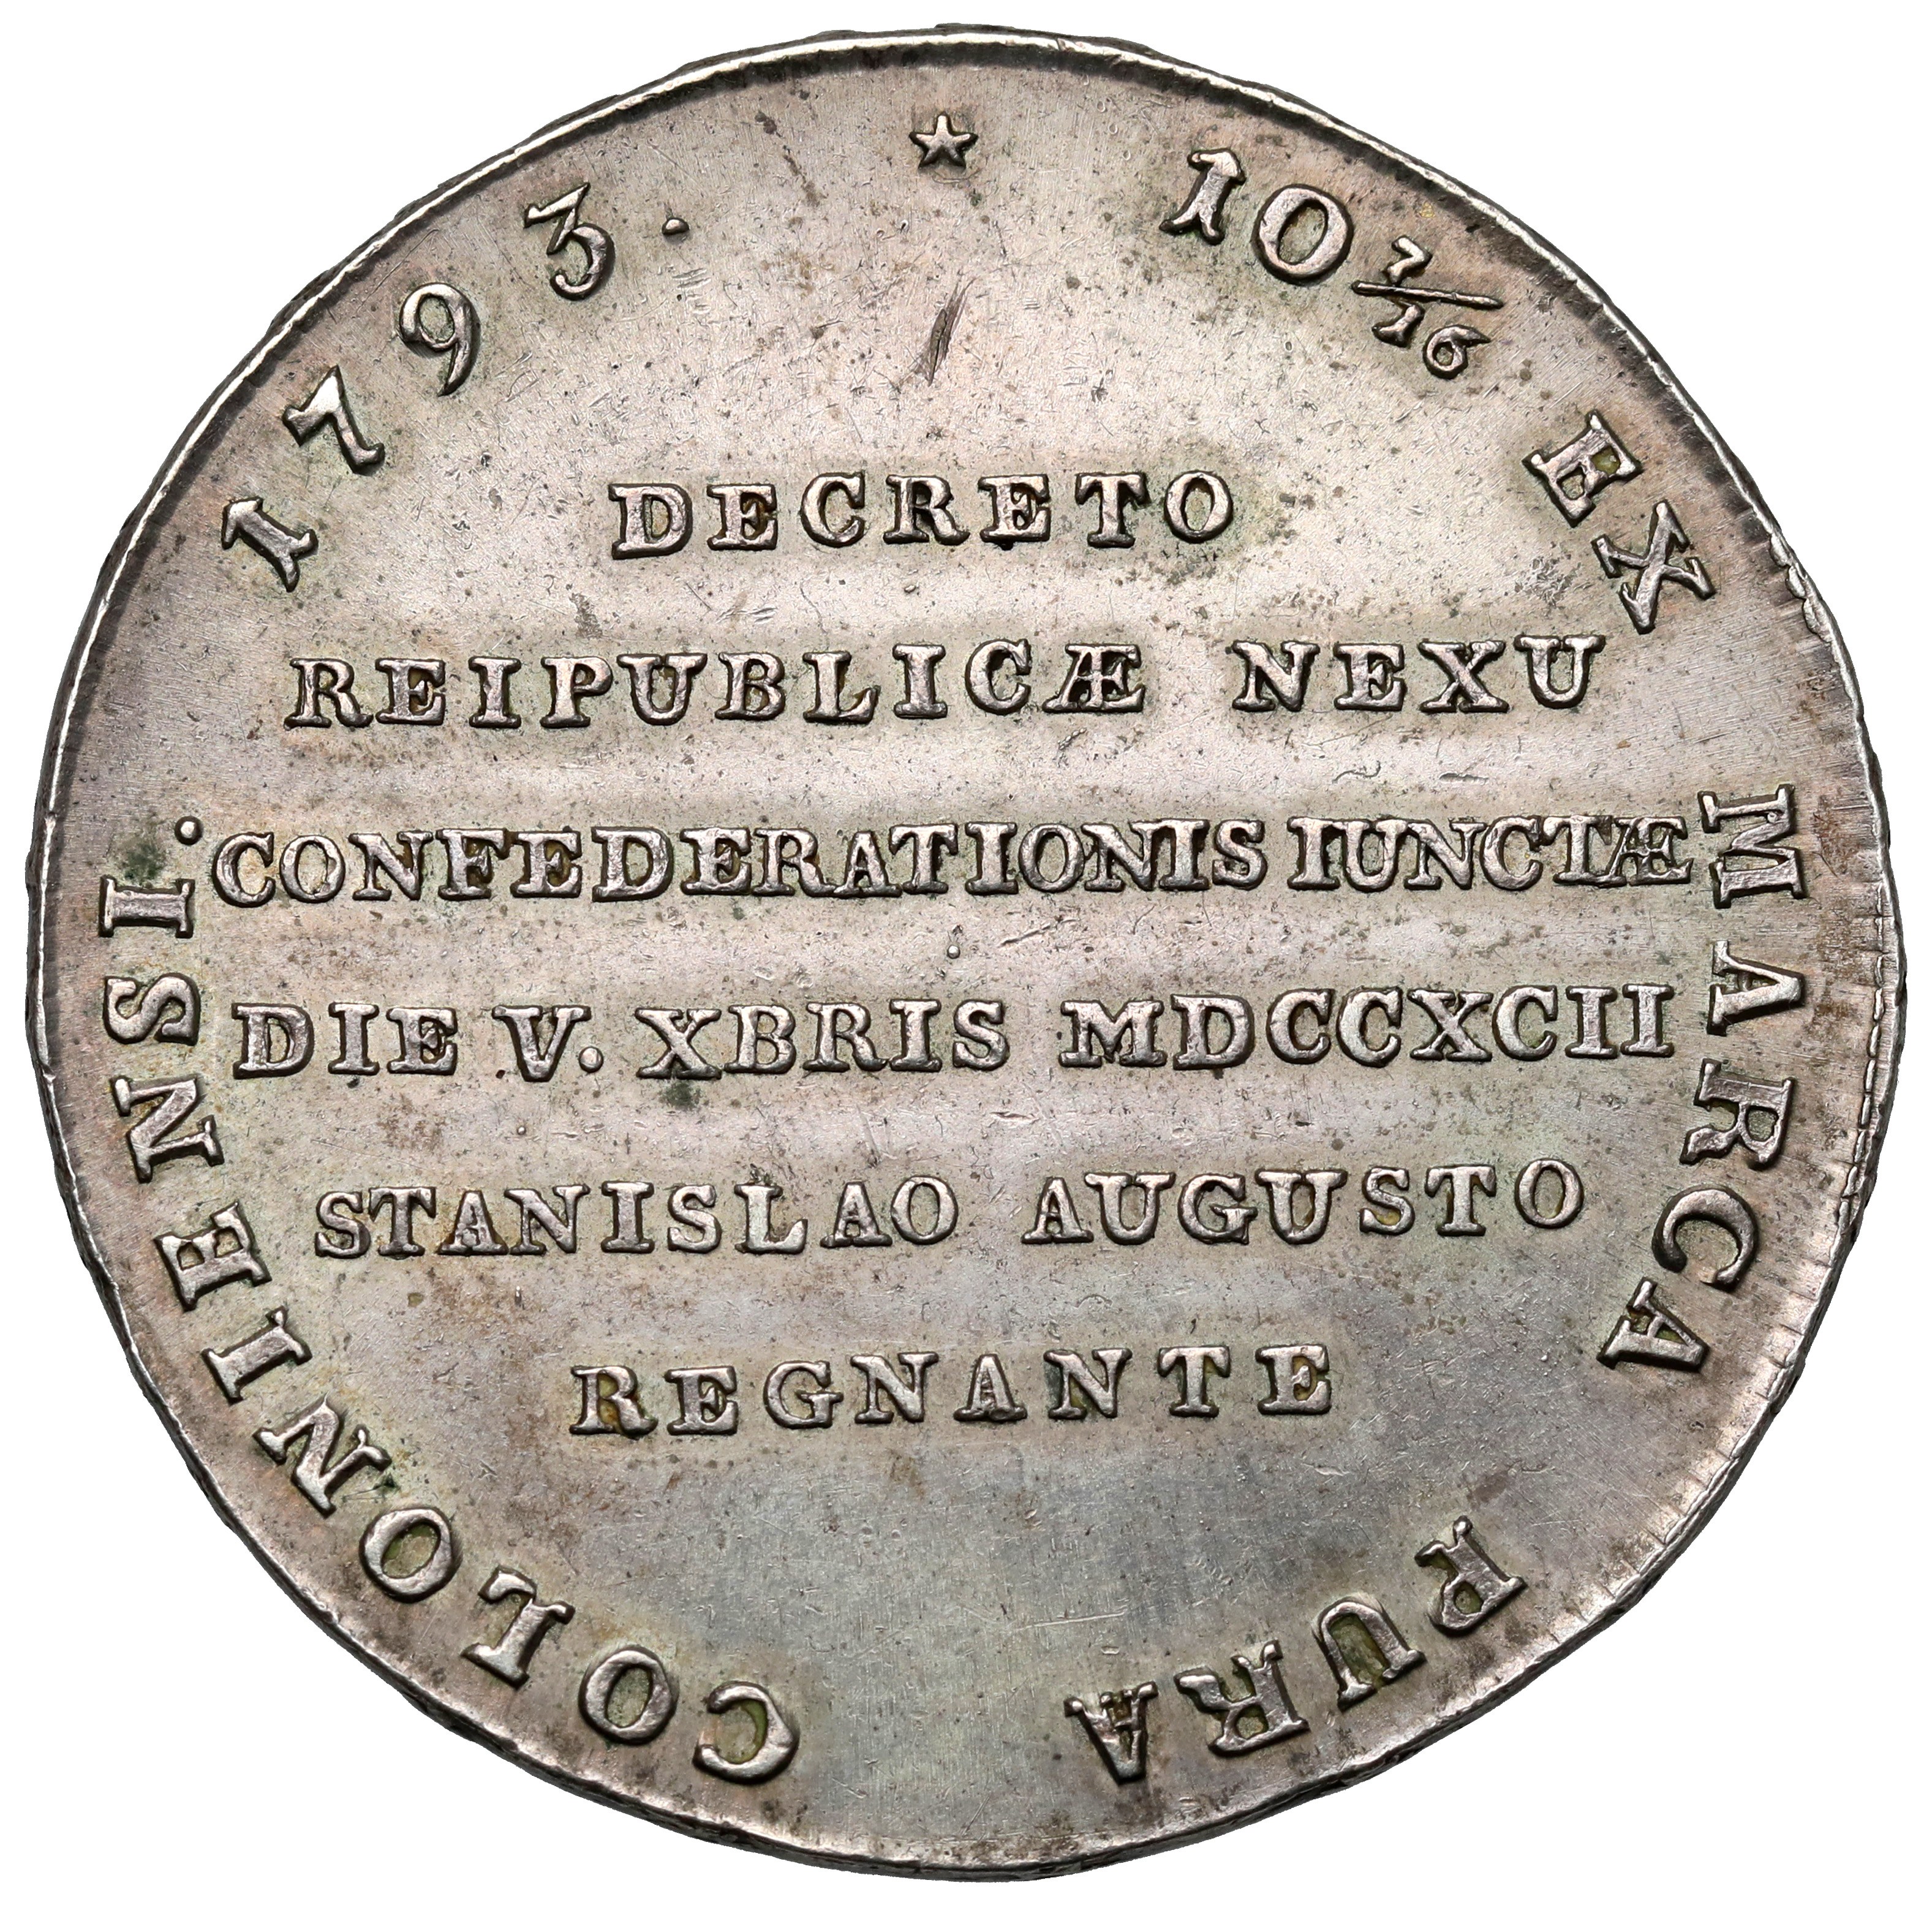 ★ 10 7/16 EX MARCA PURA COLONIENSI. 1793.
DECRETO
REIPUBLICÆ NEXU
CONFEDERATIONIS IUNCTÆ
DIE V. XBRIS MDCCXCII
STANISLAO AUGUSTO
REGNANTE